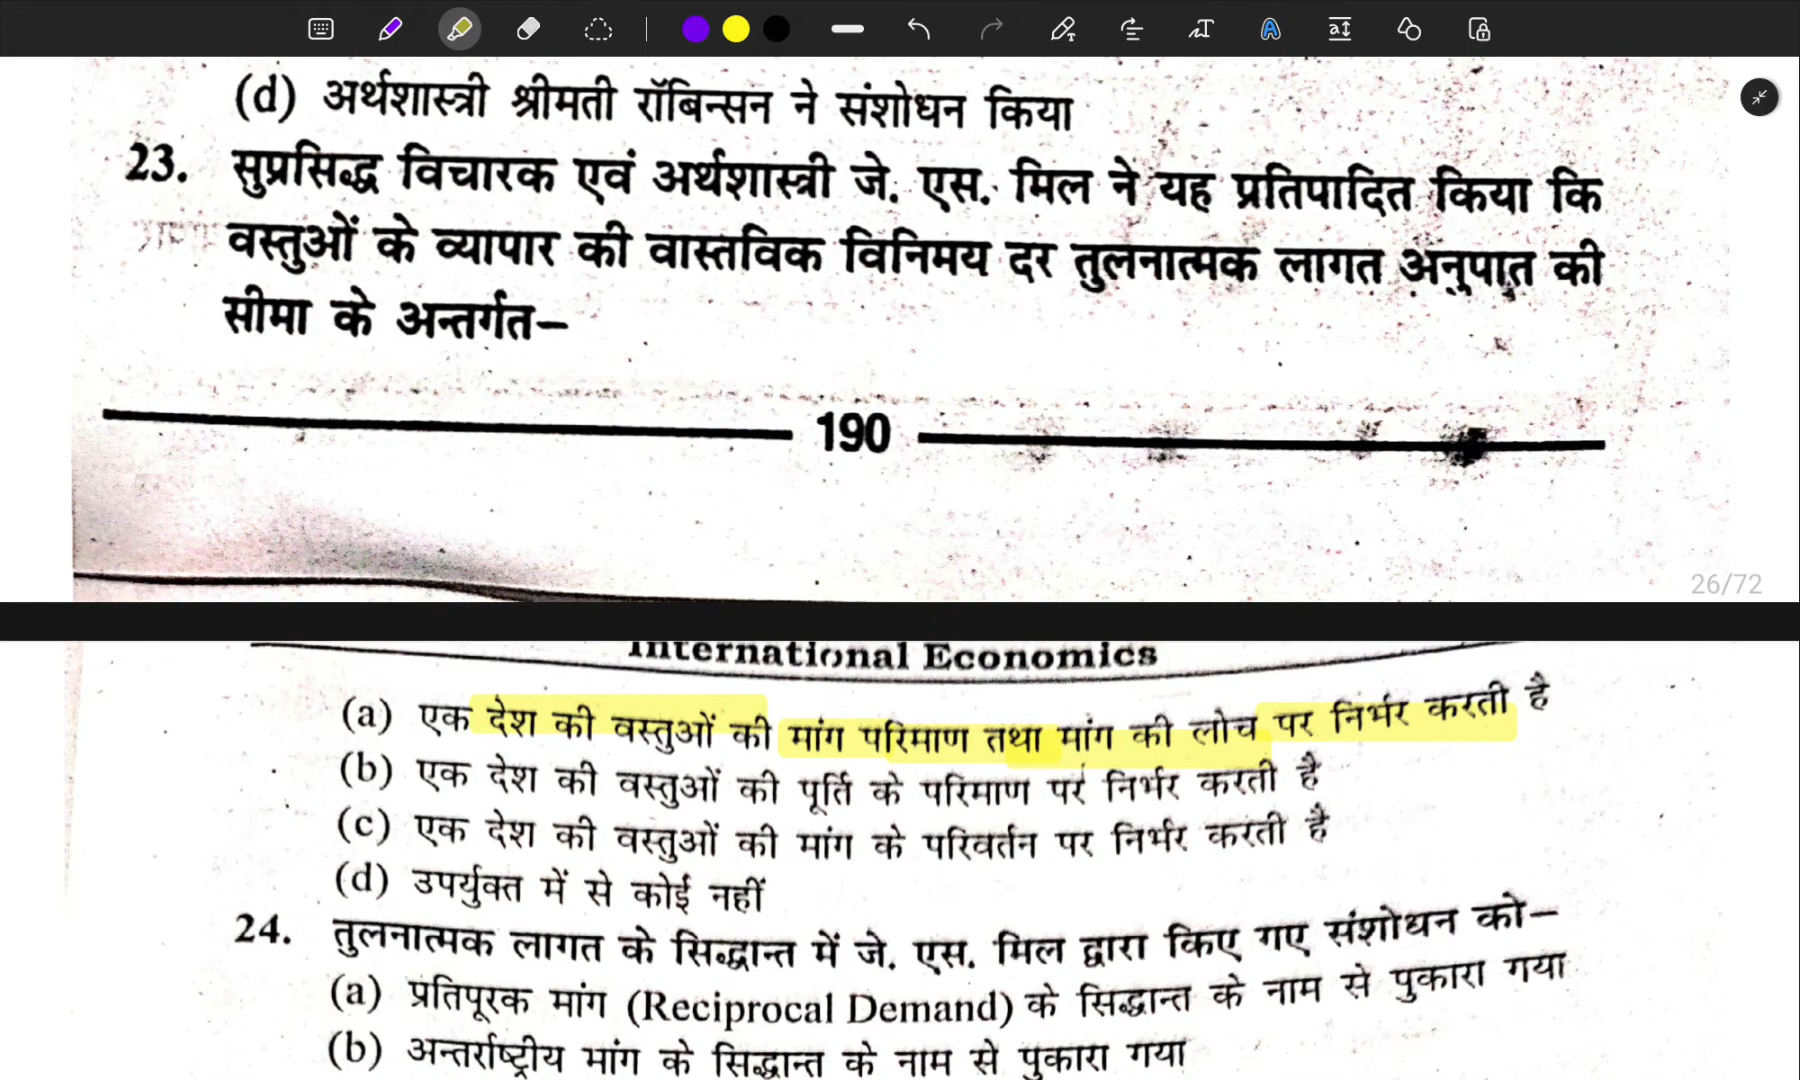 (d) अर्थशास्त्री श्रीमती रॉबिन्सन ने संशोधन किया
23. सुप्रसिद्ध विचारक एवं अर्थशास्त्री जे. एस. मिल ने यह प्रतिपादित किया कि
वस्तुओं के व्यापार की वास्तविक विनिमय दर तुलनात्मक लागत अनुपात की
सीमा के अन्तर्गत–
190
26/72
International Economics
(a) एक देश की वस्तुओं की मांग परिमाण तथा मांग की लोच पर निर्भर करती है
(b) एक देश की वस्तुओं की पूर्ति के परिमाण पर निर्भर करती है
(c) एक देश की वस्तुओं की मांग के परिवर्तन पर निर्भर करती है
(d) उपर्युक्त में से कोई नहीं
24. तुलनात्मक लागत के सिद्धान्त में जे. एस. मिल द्वारा किए गए संशोधन को–
(a) प्रतिपूरक मांग (Reciprocal Demand) के सिद्धान्त के नाम से पुकारा गया
(b) अन्तर्राष्ट्रीय मांग के सिद्धान्त के नाम से पुकारा गया